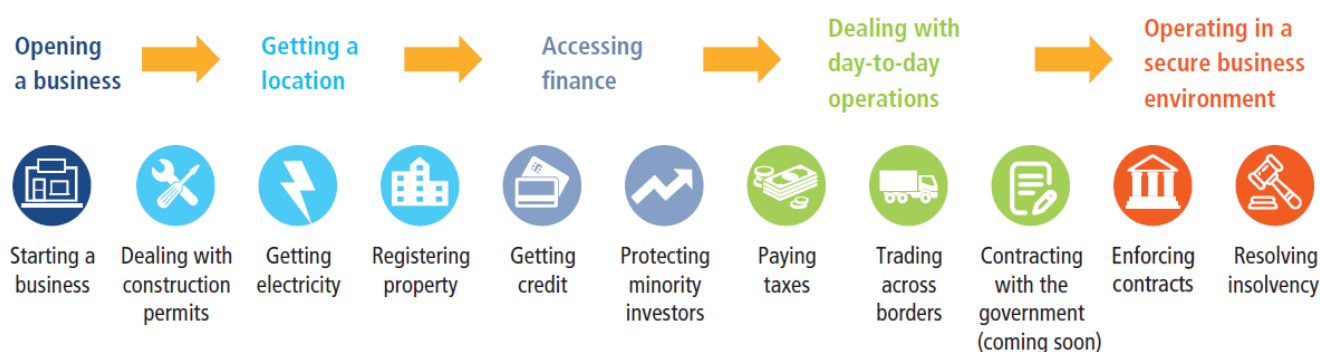 Opening
a business
Getting a
location
Accessing
finance
Dealing with
day-to-day
operations
Operating in a
secure business
environment
Starting a
business
Dealing with
construction
permits
Getting
electricity
Registering
property
Getting
credit
Protecting
minority
investors
Paying
taxes
Trading
across
borders
Contracting
with the
government
(coming soon)
Enforcing
contracts
Resolving
insolvency